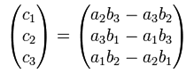 (c₁) = (a₂b₃ − a₃b₂)
(c₂) = (a₃b₁ − a₁b₃)
(c₃) = (a₁b₂ − a₂b₁)